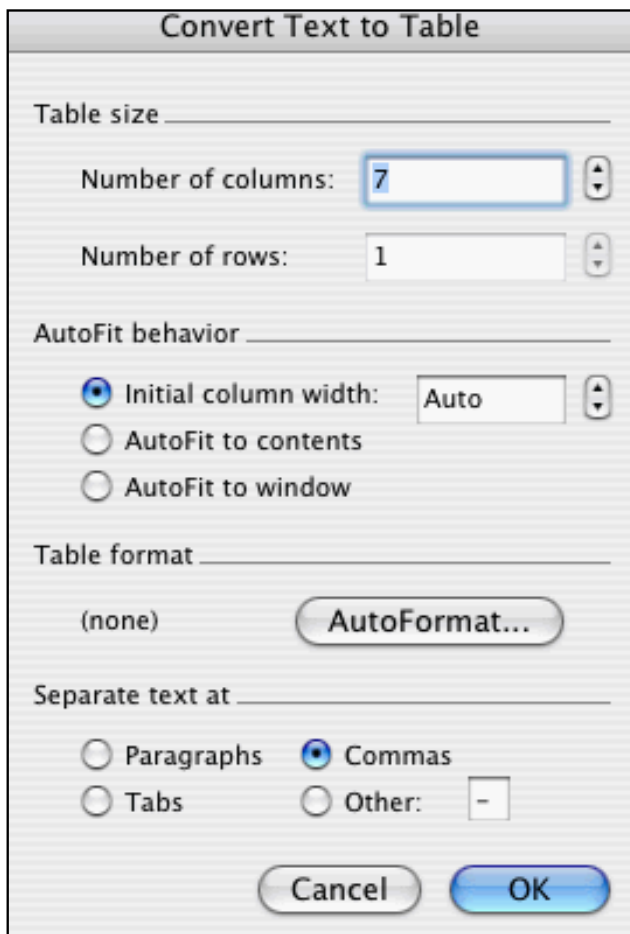 Convert Text to Table
Table size
Number of columns: 7
Number of rows: 1
AutoFit behavior
Initial column width: Auto
AutoFit to contents
AutoFit to window
Table format
(none) AutoFormat...
Separate text at
Paragraphs Commas
Tabs Other: -
Cancel OK